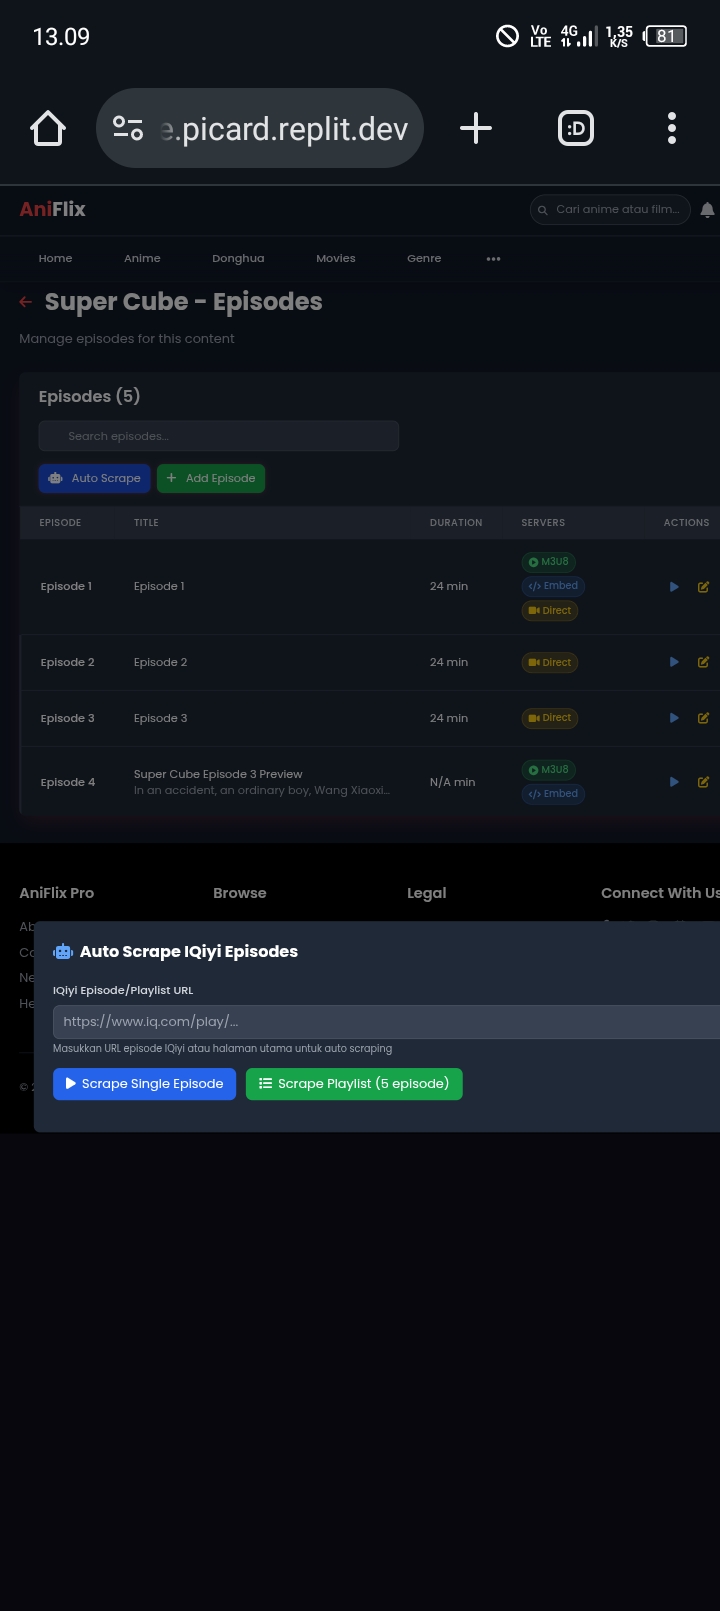 13.09
Vo LTE 4G 1,35 K/S 81
.picard.replit.dev
:D
AniFlix
Cari anime atau film...
Home Anime Donghua Movies Genre •••
← Super Cube - Episodes
Manage episodes for this content
Episodes (5)
Search episodes...
Auto Scrape + Add Episode
EPISODE TITLE DURATION SERVERS ACTIONS
M3U8
Episode 1 Episode 1 24 min </> Embed
Direct
Episode 2 Episode 2 24 min Direct
Episode 3 Episode 3 24 min Direct
Super Cube Episode 3 Preview M3U8
Episode 4 N/A min
In an accident, an ordinary boy, Wang Xiaoxi... </> Embed
AniFlix Pro Browse Legal Connect With Us
Ab
Co
Ne
He
©
Auto Scrape IQiyi Episodes
IQiyi Episode/Playlist URL
https://www.iq.com/play/...
Masukkan URL episode IQiyi atau halaman utama untuk auto scraping
Scrape Single Episode Scrape Playlist (5 episode)